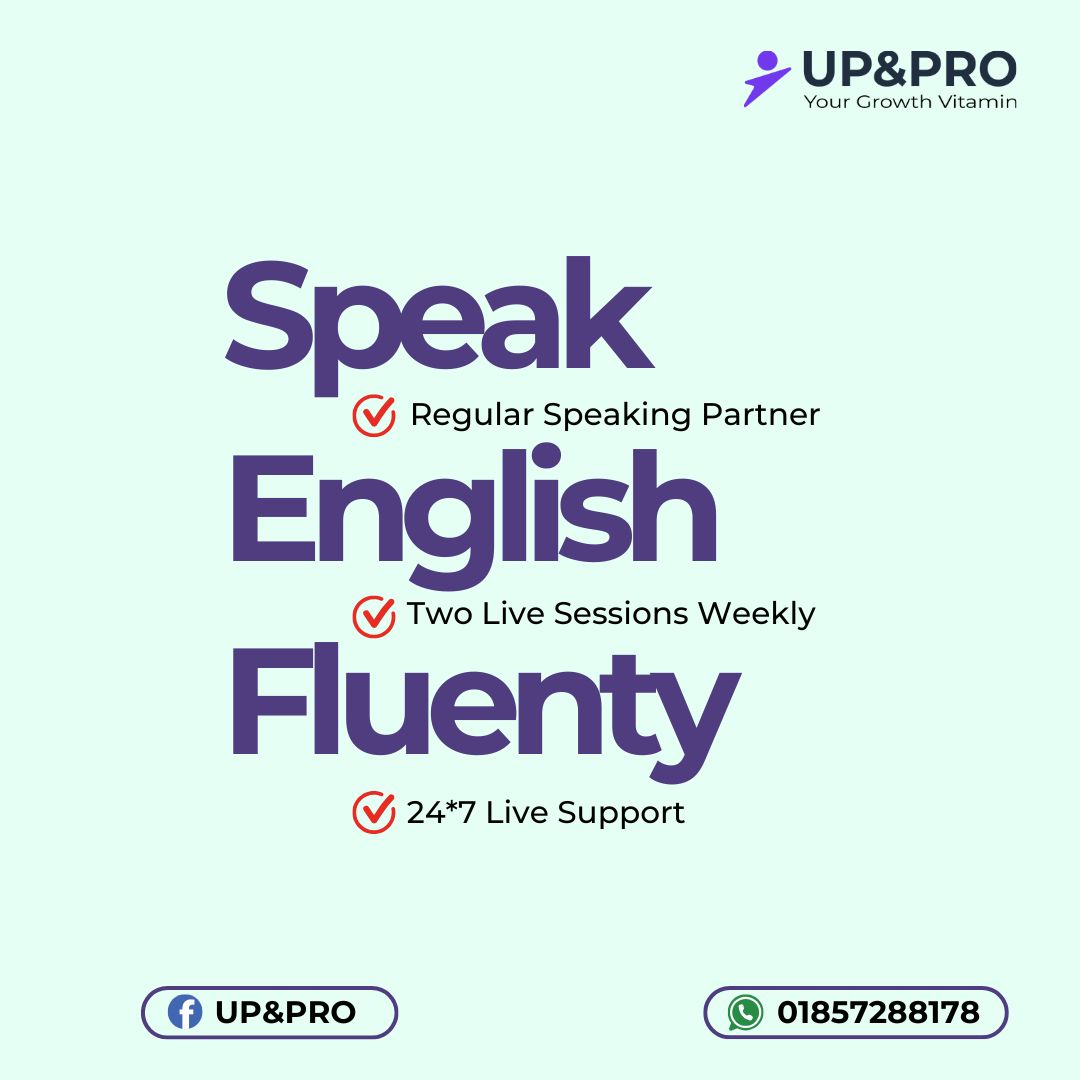 UP&PRO
Your Growth Vitamin
Speak
Regular Speaking Partner
English
Two Live Sessions Weekly
Fluenty
24*7 Live Support
UP&PRO
01857288178